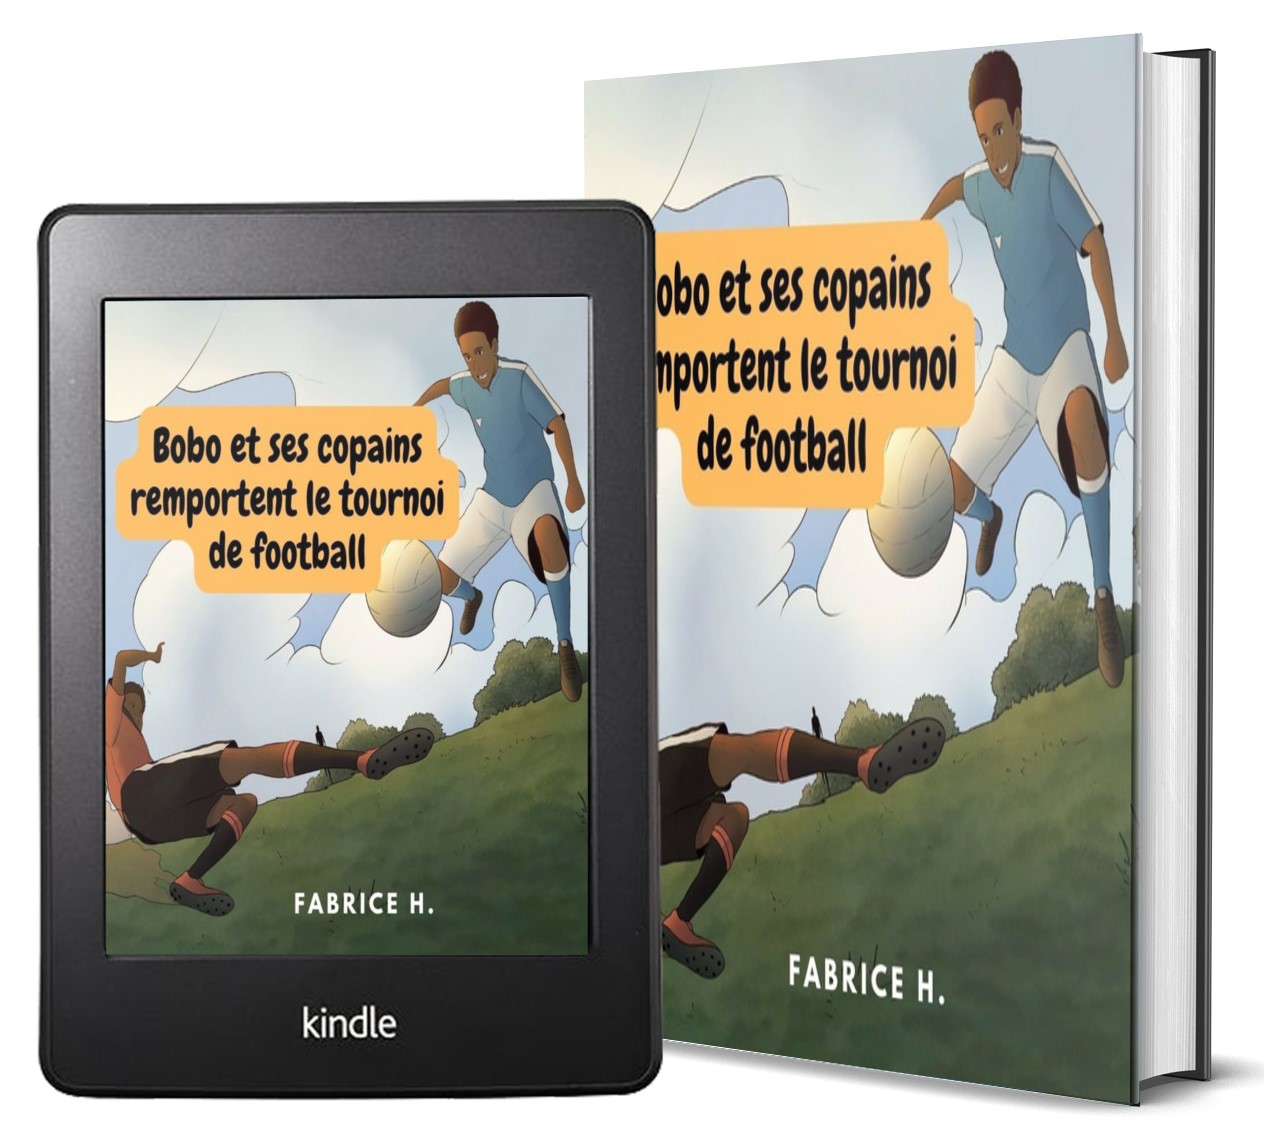 Bobo et ses copains
remportent le tournoi
de football
FABRICE H.
kindle
obo et ses copains
mportent le tournoi
de football
FABRICE H.